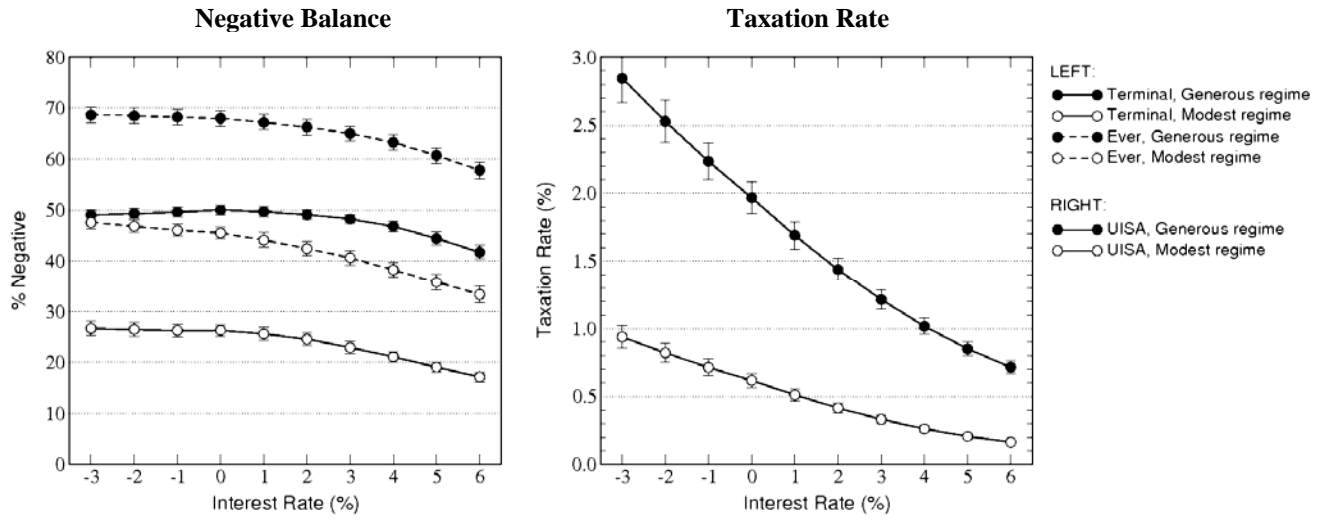 Negative Balance
Taxation Rate
80
70
60
50
40
30
20
10
0
% Negative
-3 -2 -1 0 1 2 3 4 5 6
Interest Rate (%)
3.0
2.5
2.0
1.5
1.0
0.5
0.0
Taxation Rate (%)
-3 -2 -1 0 1 2 3 4 5 6
Interest Rate (%)
LEFT:
Terminal, Generous regime
Terminal, Modest regime
Ever, Generous regime
Ever, Modest regime
RIGHT:
UISA, Generous regime
UISA, Modest regime